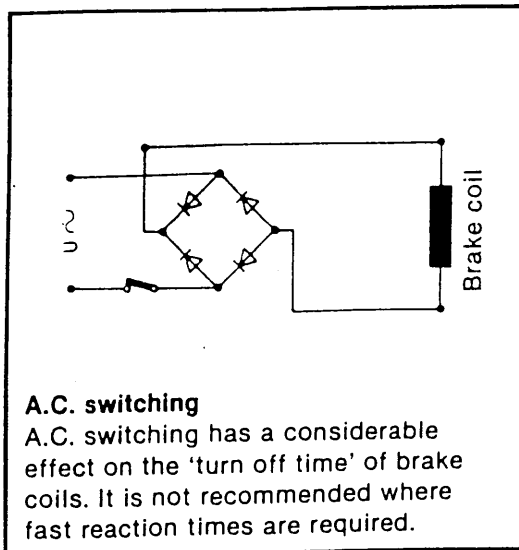 U ~
Brake coil
A.C. switching
A.C. switching has a considerable
effect on the ‘turn off time’ of brake
coils. It is not recommended where
fast reaction times are required.